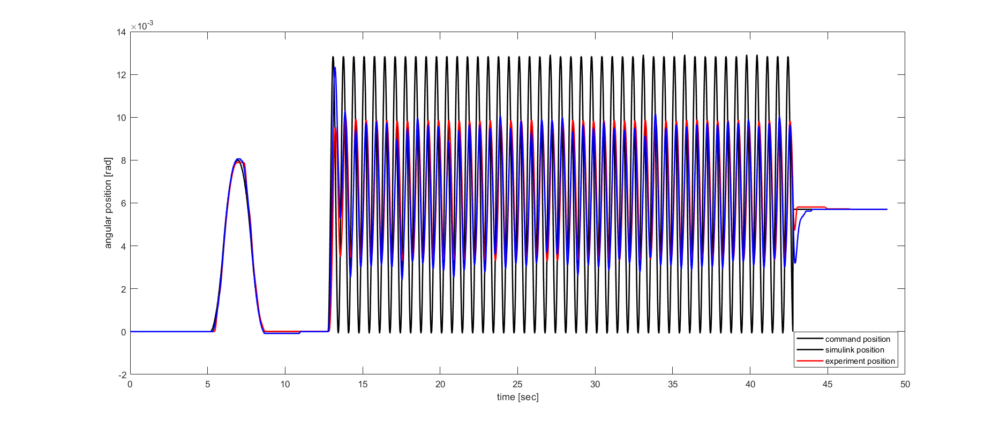 ×10-3
14
12
10
8
6
4
2
0
-2
angular position [rad]
0 5 10 15 20 25 30 35 40 45 50
time [sec]
command position
simulink position
experiment position